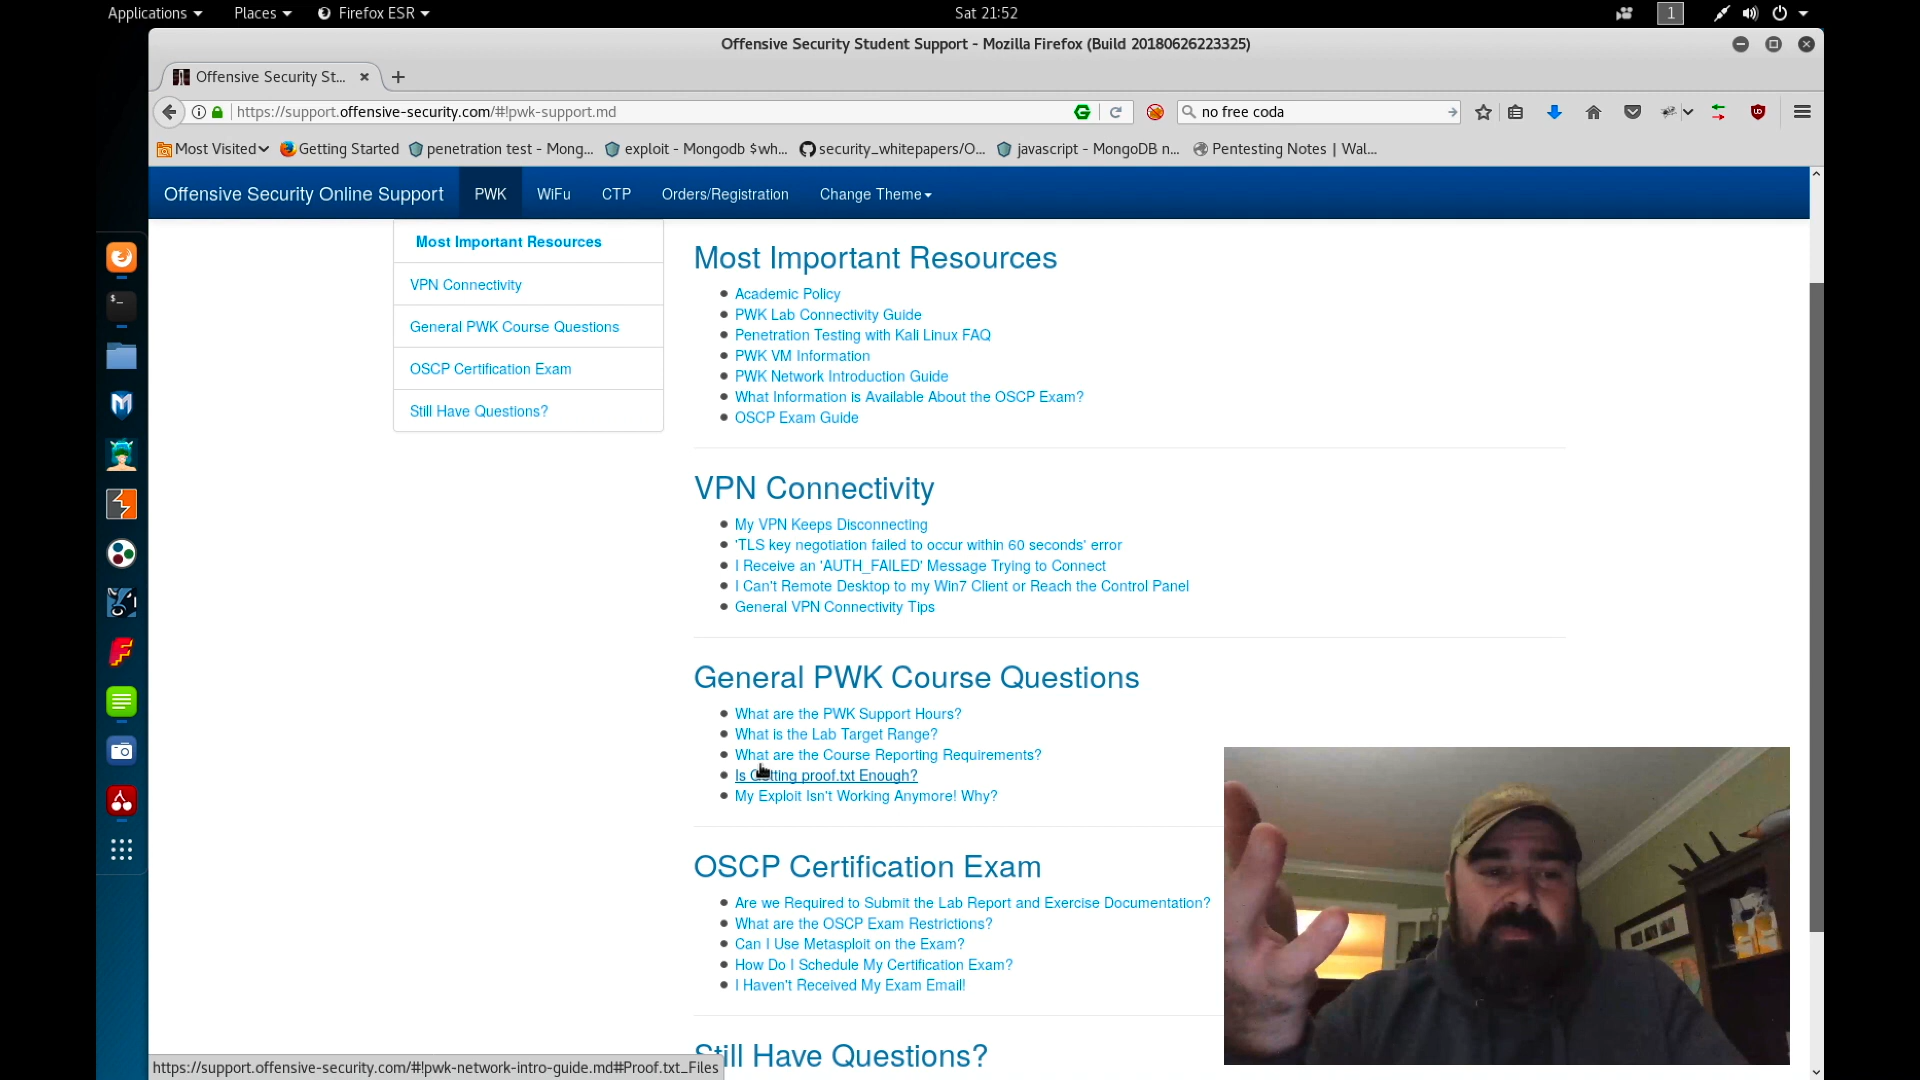 Applications Places Firefox ESR Sat 21:52 1
Offensive Security Student Support - Mozilla Firefox (Build 20180626223325)
Offensive Security St...
https://support.offensive-security.com/#!pwk-support.md no free coda
Most Visited Getting Started penetration test - Mong... exploit - Mongodb $wh... security_whitepapers/O... javascript - MongoDB n... Pentesting Notes | Wal...
Offensive Security Online Support PWK WiFu CTP Orders/Registration Change Theme
Most Important Resources
VPN Connectivity
General PWK Course Questions
OSCP Certification Exam
Still Have Questions?
Most Important Resources
Academic Policy
PWK Lab Connectivity Guide
Penetration Testing with Kali Linux FAQ
PWK VM Information
PWK Network Introduction Guide
What Information is Available About the OSCP Exam?
OSCP Exam Guide
VPN Connectivity
My VPN Keeps Disconnecting
'TLS key negotiation failed to occur within 60 seconds' error
I Receive an 'AUTH_FAILED' Message Trying to Connect
I Can't Remote Desktop to my Win7 Client or Reach the Control Panel
General VPN Connectivity Tips
General PWK Course Questions
What are the PWK Support Hours?
What is the Lab Target Range?
What are the Course Reporting Requirements?
Is Getting proof.txt Enough?
My Exploit Isn't Working Anymore! Why?
OSCP Certification Exam
Are we Required to Submit the Lab Report and Exercise Documentation?
What are the OSCP Exam Restrictions?
Can I Use Metasploit on the Exam?
How Do I Schedule My Certification Exam?
I Haven't Received My Exam Email!
Still Have Questions?
https://support.offensive-security.com/#!pwk-network-intro-guide.md#Proof.txt_Files